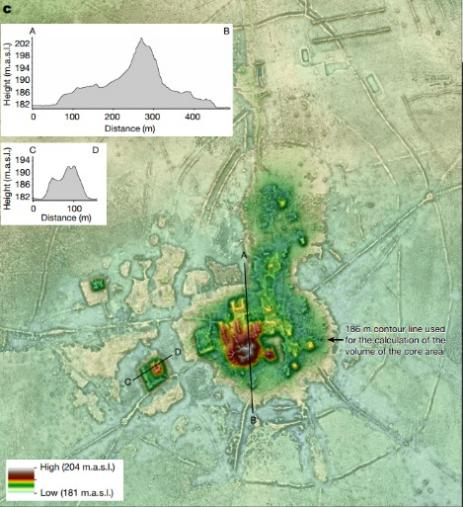 c
A B
Height (m.a.s.l.)
202
198
194
190
186
182
0 100 200 300 400
Distance (m)
C D
Height (m.a.s.l.)
194
190
186
182
0 100
Distance (m)
A
186 m contour line used
for the calculation of the
volume of the core area
D
C
B
High (204 m.a.s.l.)
Low (181 m.a.s.l.)